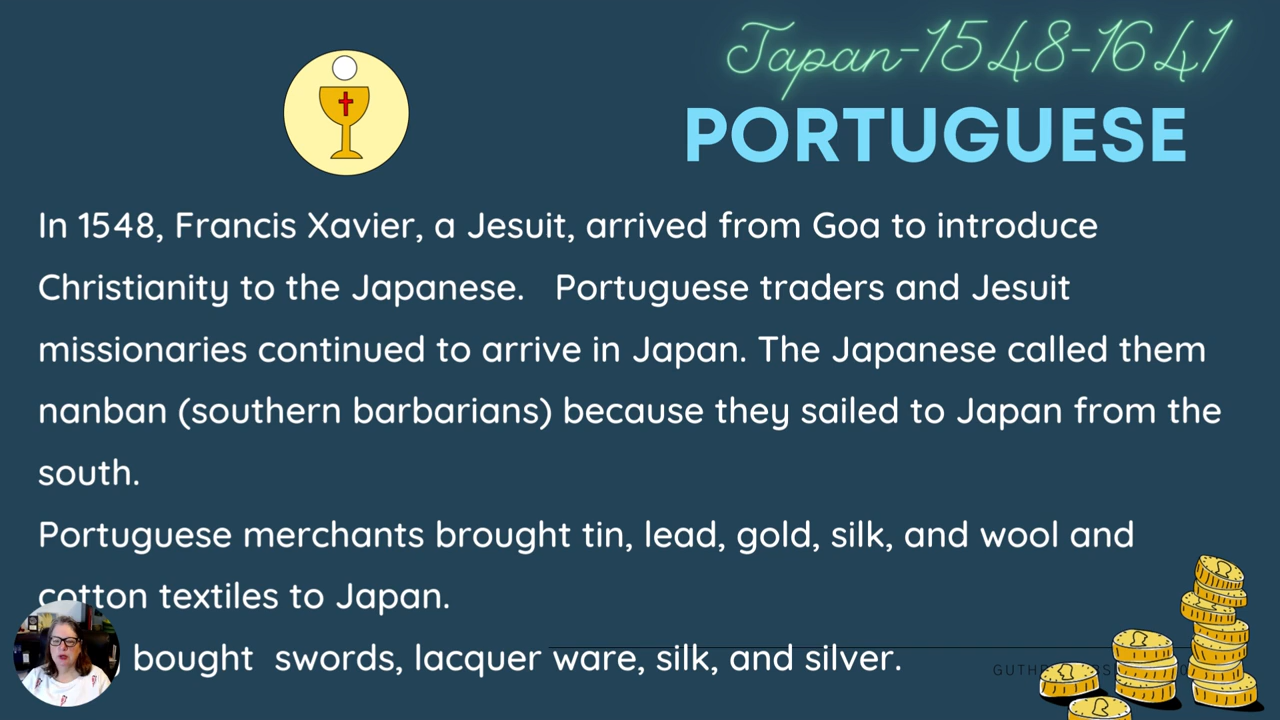 Japan-1548-1641
PORTUGUESE
In 1548, Francis Xavier, a Jesuit, arrived from Goa to introduce
Christianity to the Japanese. Portuguese traders and Jesuit
missionaries continued to arrive in Japan. The Japanese called them
nanban (southern barbarians) because they sailed to Japan from the
south.
Portuguese merchants brought tin, lead, gold, silk, and wool and
cotton textiles to Japan.
bought swords, lacquer ware, silk, and silver.